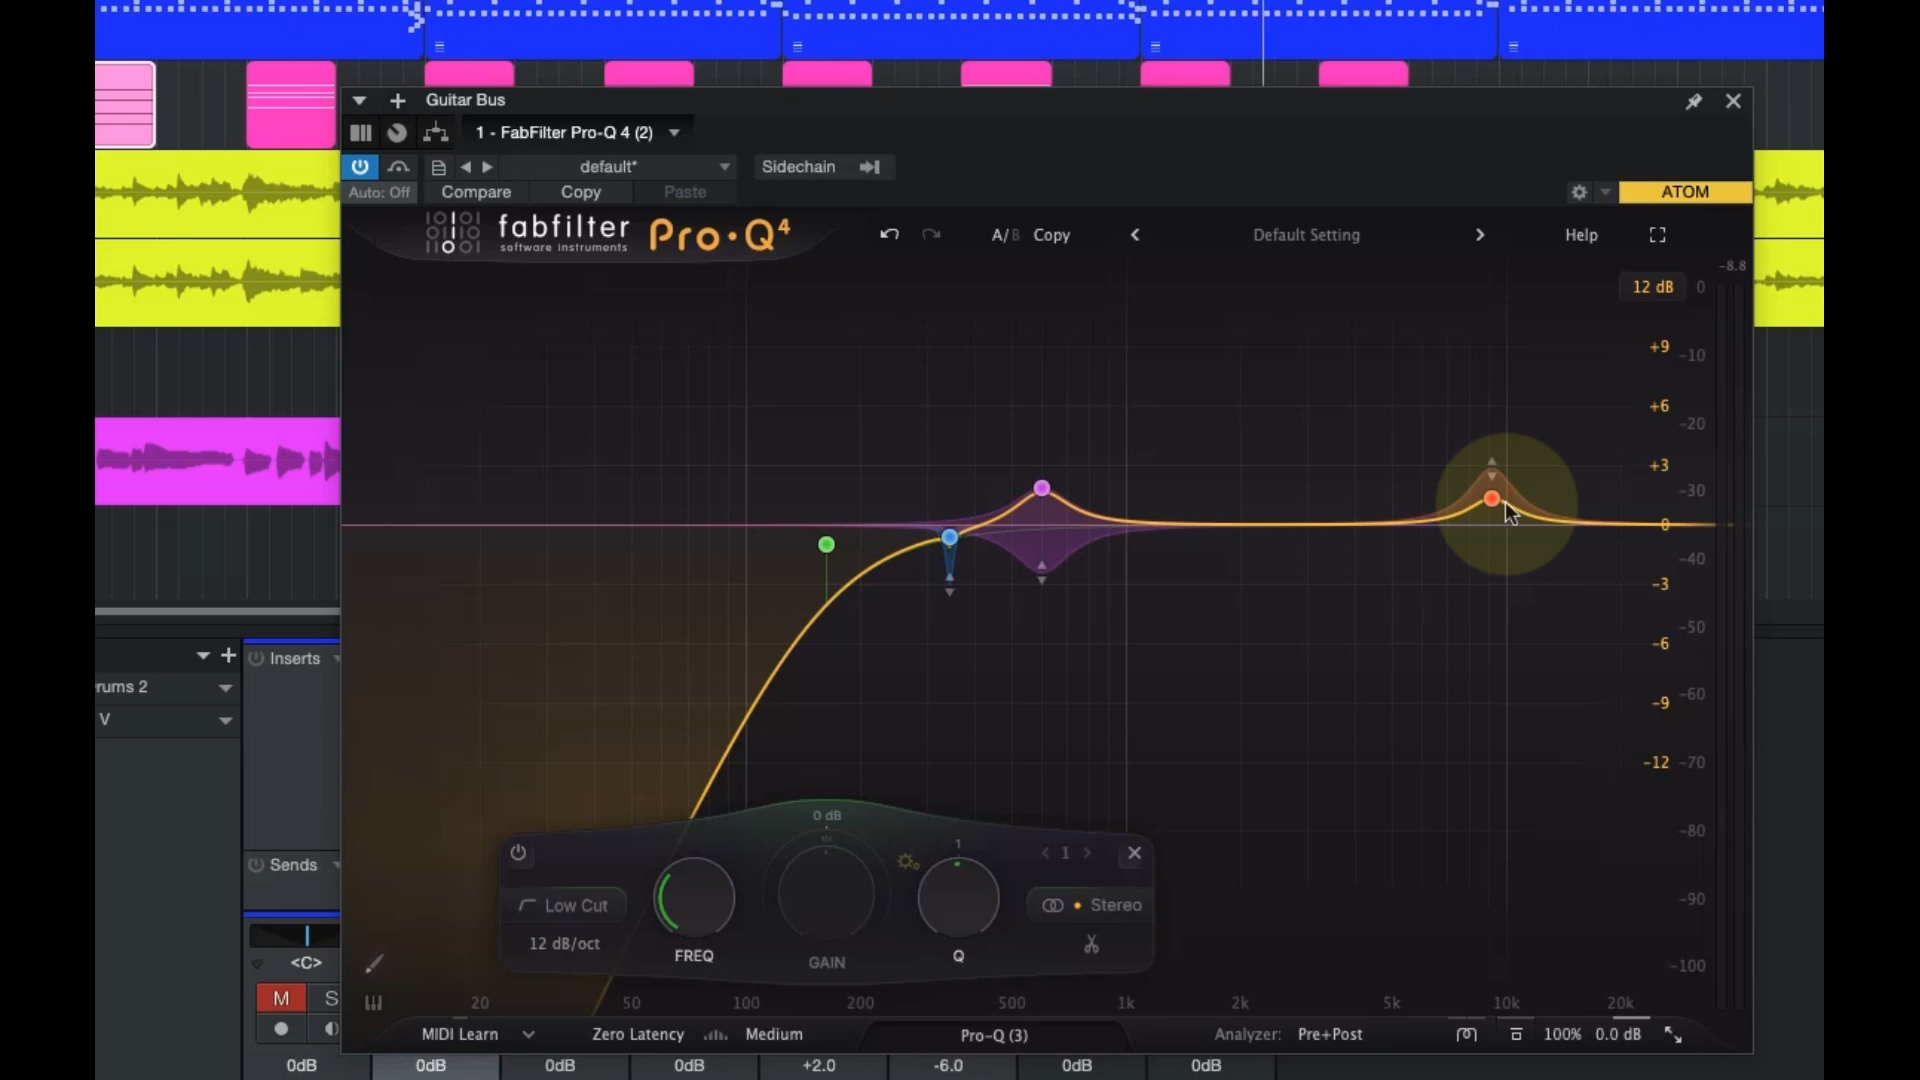 Guitar Bus
1 - FabFilter Pro-Q 4 (2)
default*
Sidechain
Auto: Off
Compare
Copy
Paste
ATOM
fabfilter
software instruments
Pro·Q4
A/B
Copy
Default Setting
Help
-8.8
12 dB
0
+9
-10
+6
-20
+3
-30
0
-40
-3
-50
-6
-60
-9
-12
-70
-80
-90
-100
Inserts
rums 2
V
Sends
<C>
M
S
0 dB
1
1
Low Cut
12 dB/oct
FREQ
GAIN
Q
Stereo
20
50
100
200
500
1k
2k
5k
10k
20k
MIDI Learn
Zero Latency
Medium
Pro-Q (3)
Analyzer:
Pre+Post
100%
0.0 dB
0dB
0dB
0dB
0dB
+2.0
-6.0
0dB
0dB